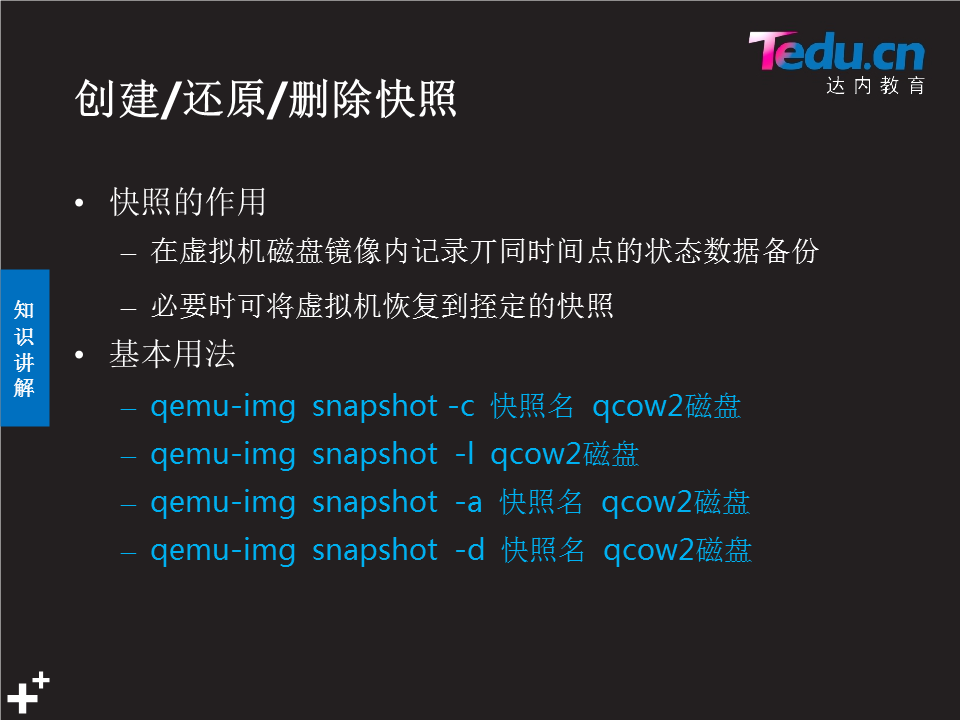 Tedu.cn
达内教育
创建/还原/删除快照
• 快照的作用
– 在虚拟机磁盘镜像内记录丌同时间点的状态数据备份
– 必要时可将虚拟机恢复到挃定的快照
• 基本用法
– qemu-img snapshot -c 快照名 qcow2磁盘
– qemu-img snapshot -l qcow2磁盘
– qemu-img snapshot -a 快照名 qcow2磁盘
– qemu-img snapshot -d 快照名 qcow2磁盘
知
识
讲
解